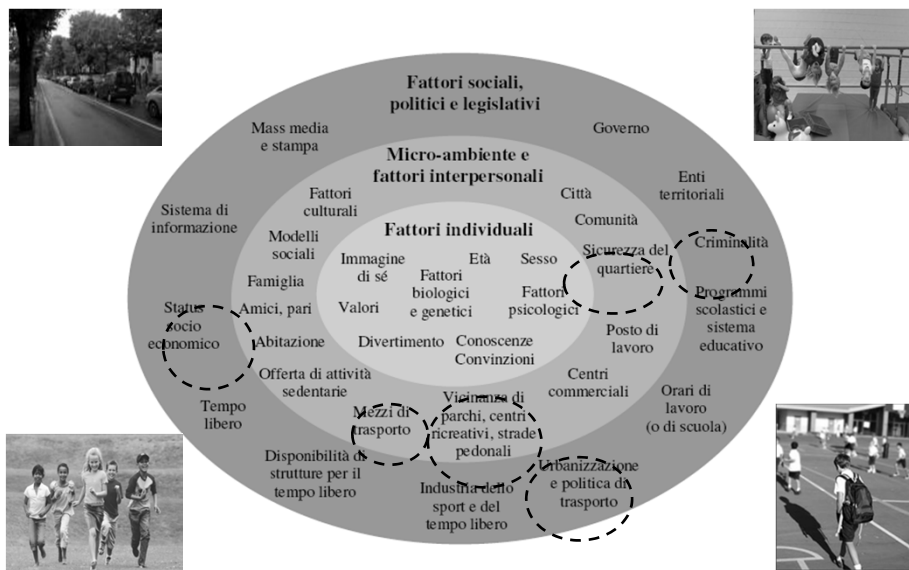 Fattori sociali,
politici e legislativi
Mass media
e stampa
Governo
Micro-ambiente e
fattori interpersonali
Enti
territoriali
Fattori
culturali
Città
Sistema di
informazione
Comunità
Fattori individuali
Modelli
sociali
Sicurezza del
quartiere
Criminalità
Immagine
di sé
Età
Sesso
Fattori
biologici
e genetici
Famiglia
Valori
Fattori
psicologici
Programmi
scolastici e
sistema
educativo
Status
socio
economico
Amici, pari
Posto di
lavoro
Abitazione
Divertimento
Conoscenze
Convinzioni
Offerta di attività
sedentarie
Centri
commerciali
Tempo
libero
Mezzi di
trasporto
Vicinanza di
parchi, centri
ricreativi, strade
pedonali
Orari di
lavoro
(o di scuola)
Disponibilità di
strutture per il
tempo libero
Industria dello
sport e del
tempo libero
Urbanizzazione
e politica di
trasporto